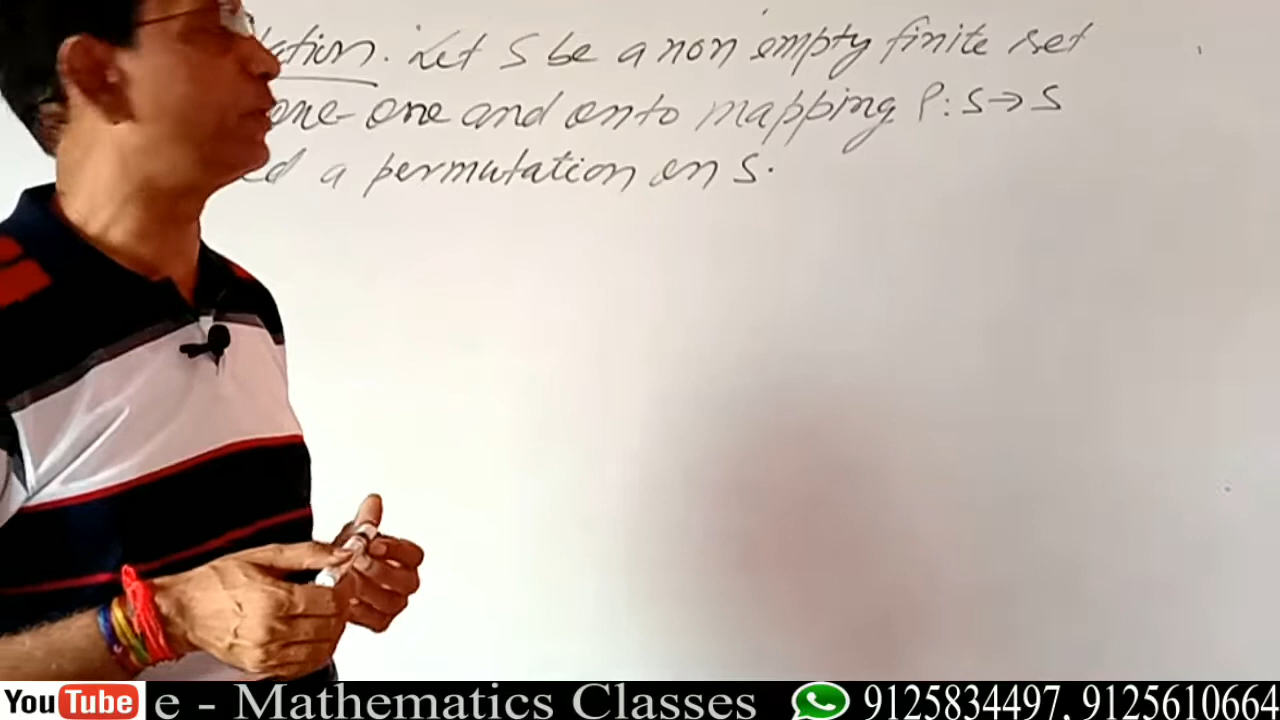 tation. Let S be a non empty finite set
one-one and onto mapping P: S→S
ed a permutation on S.
YouTube e - Mathematics Classes 9125834497, 9125610664